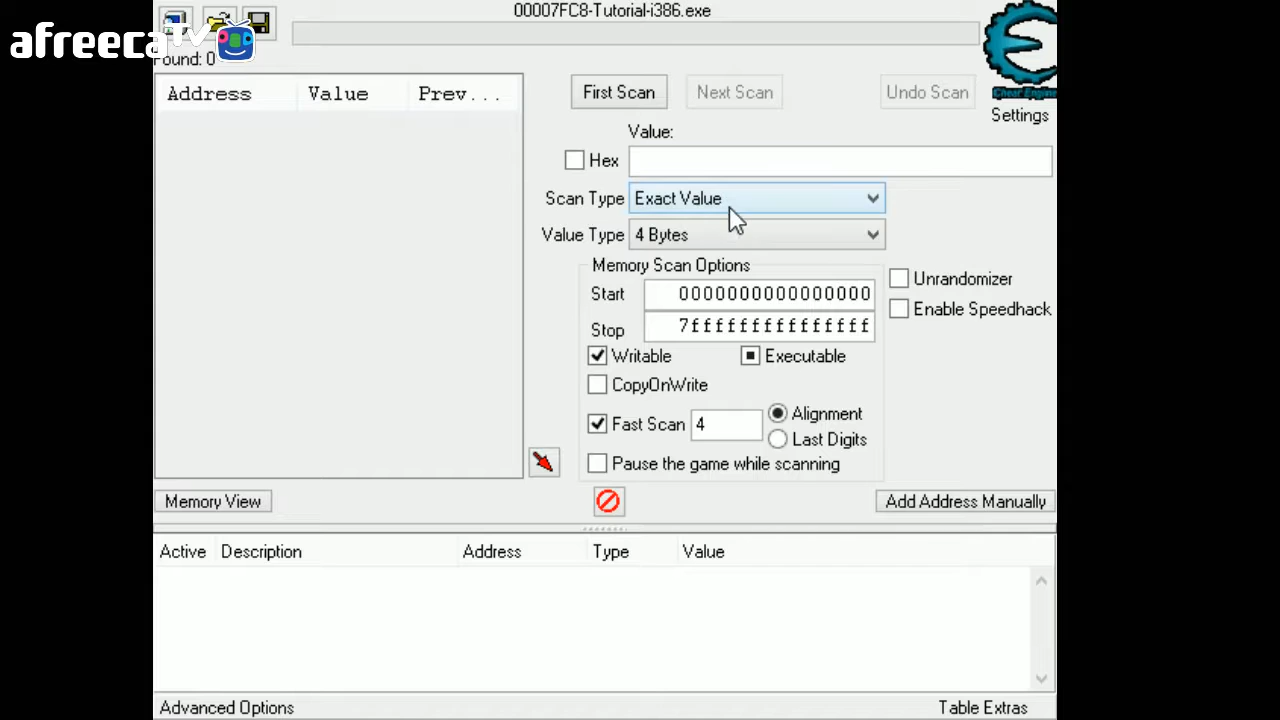 00007FC8-Tutorial-i386.exe
afreecaTV
Found: 0
Address Value Prev...
First Scan Next Scan Undo Scan
Cheat Engine
Settings
Value:
Hex
Scan Type Exact Value
Value Type 4 Bytes
Memory Scan Options
Start 0000000000000000
Stop 7fffffffffffffff
Unrandomizer
Enable Speedhack
Writable Executable
CopyOnWrite
Fast Scan 4 Alignment
Last Digits
Pause the game while scanning
Memory View Add Address Manually
Active Description Address Type Value
Advanced Options Table Extras